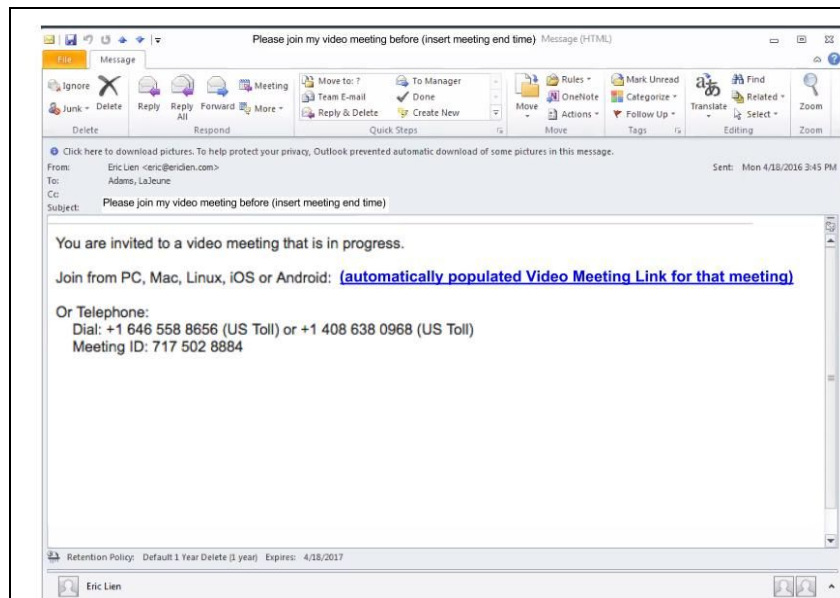 Please join my video meeting before (insert meeting end time) Message (HTML)
File Message
Ignore
Junk
Delete
Delete
Reply
Reply All
Forward
Meeting
More
Respond
Move to: ?
Team E-mail
Reply & Delete
To Manager
Done
Create New
Quick Steps
Move
Rules
OneNote
Actions
Move
Mark Unread
Categorize
Follow Up
Tags
Translate
Find
Related
Select
Editing
Zoom
Zoom
Click here to download pictures. To help protect your privacy, Outlook prevented automatic download of some pictures in this message.
From: Eric Lien <eric@ericlien.com> Sent: Mon 4/18/2016 3:45 PM
To: Adams, LaJeune
Cc:
Subject: Please join my video meeting before (insert meeting end time)
You are invited to a video meeting that is in progress.
Join from PC, Mac, Linux, iOS or Android: (automatically populated Video Meeting Link for that meeting)
Or Telephone:
Dial: +1 646 558 8656 (US Toll) or +1 408 638 0968 (US Toll)
Meeting ID: 717 502 8884
Retention Policy: Default 1 Year Delete (1 year) Expires: 4/18/2017
Eric Lien